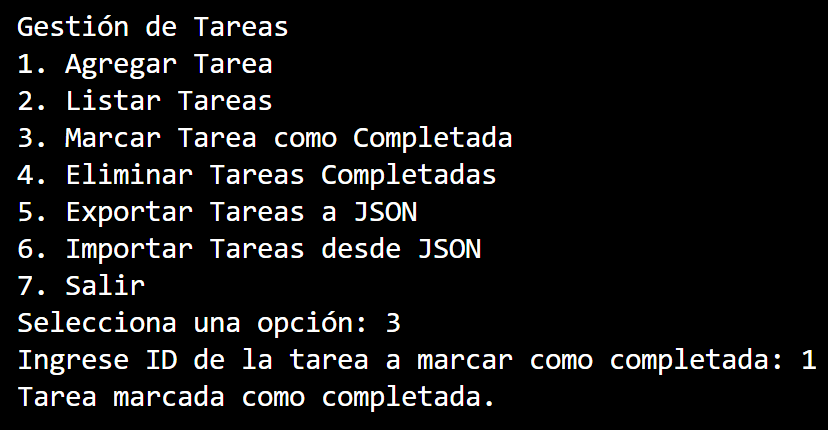 Gestión de Tareas
1. Agregar Tarea
2. Listar Tareas
3. Marcar Tarea como Completada
4. Eliminar Tareas Completadas
5. Exportar Tareas a JSON
6. Importar Tareas desde JSON
7. Salir
Selecciona una opción: 3
Ingrese ID de la tarea a marcar como completada: 1
Tarea marcada como completada.